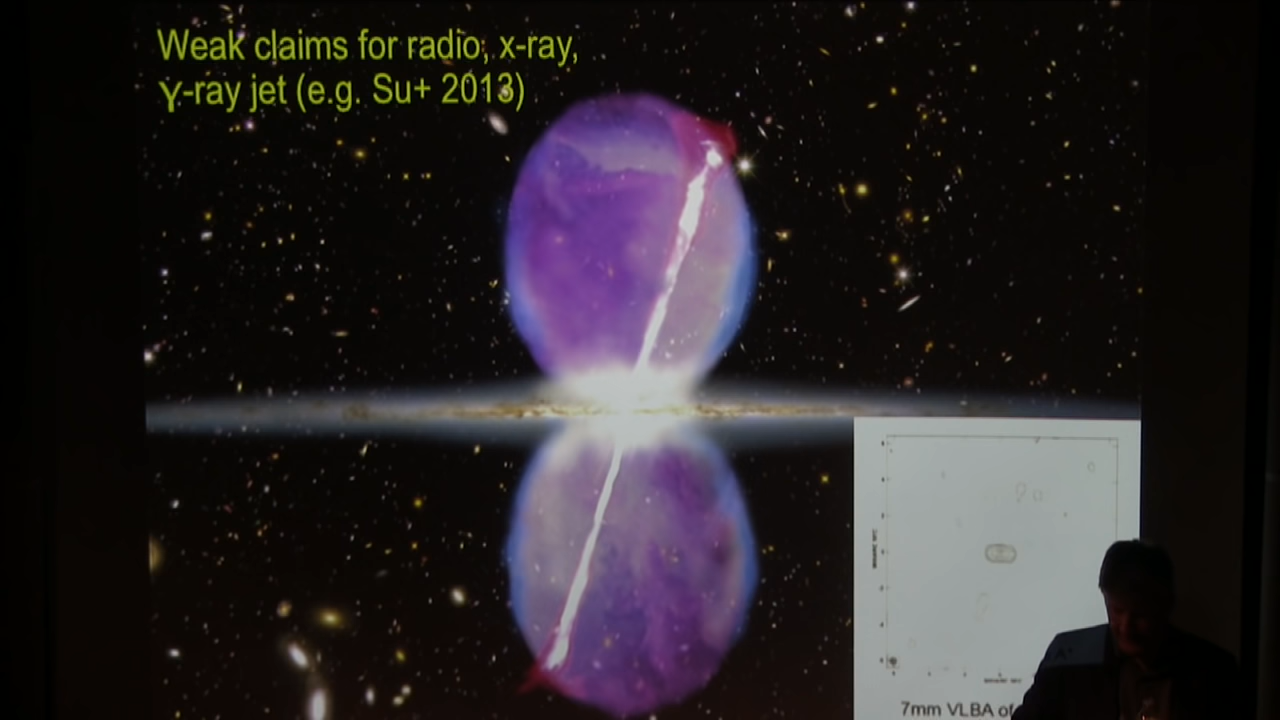 Weak claims for radio, x-ray,
γ-ray jet (e.g. Su+ 2013)
7mm VLBA of